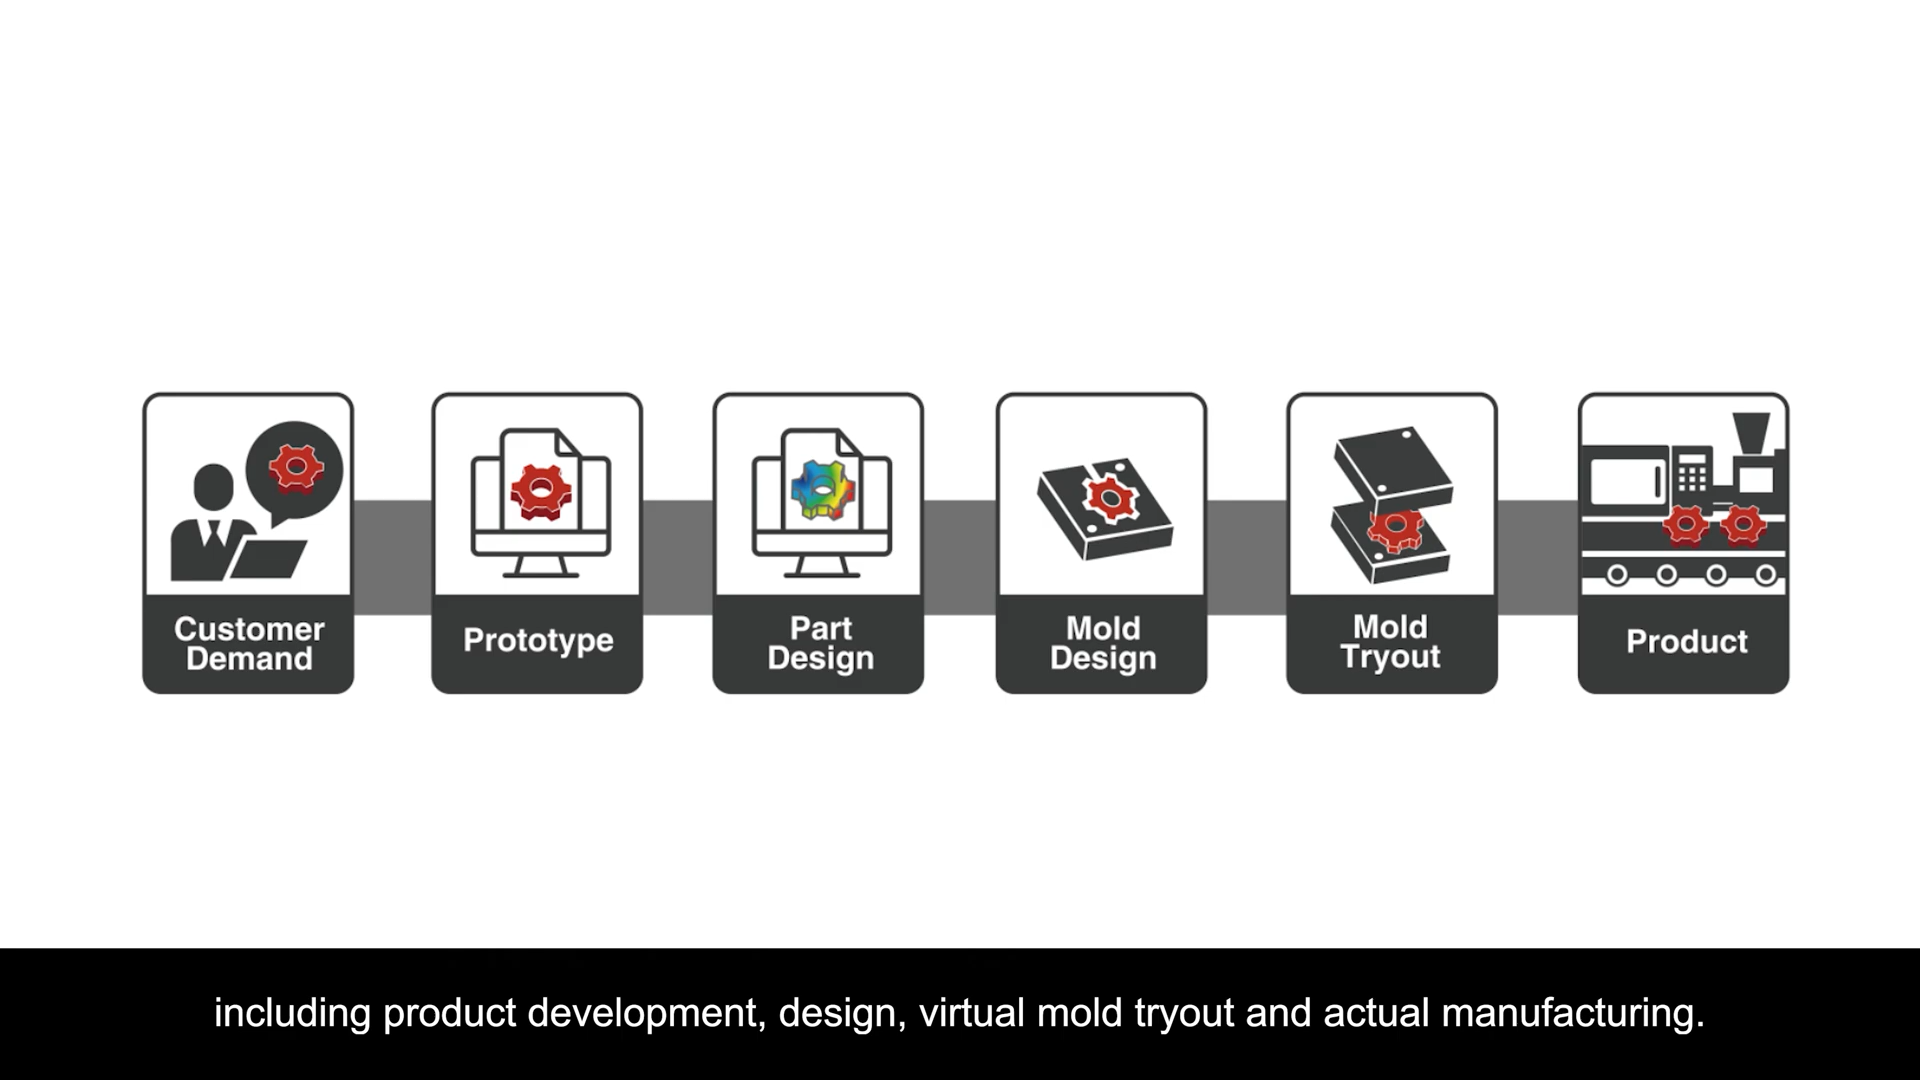 Customer
Demand
Prototype
Part
Design
Mold
Design
Mold
Tryout
Product
including product development, design, virtual mold tryout and actual manufacturing.